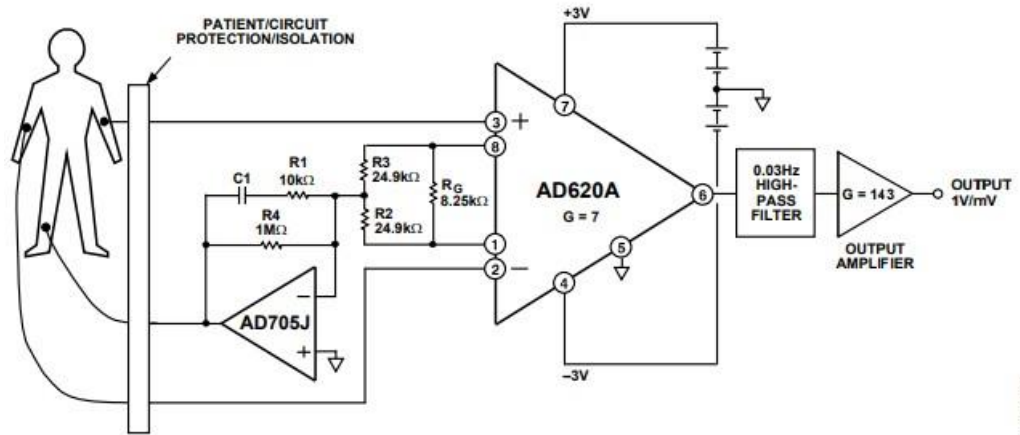 PATIENT/CIRCUIT
PROTECTION/ISOLATION
+3V
C1
R1
10kΩ
R4
1MΩ
R3
24.9kΩ
R2
24.9kΩ
RG
8.25kΩ
3
+
8
1
2
−
7
AD620A
G = 7
6
5
4
−3V
AD705J
−
+
0.03Hz
HIGH-
PASS
FILTER
G = 143
OUTPUT
AMPLIFIER
OUTPUT
1V/mV